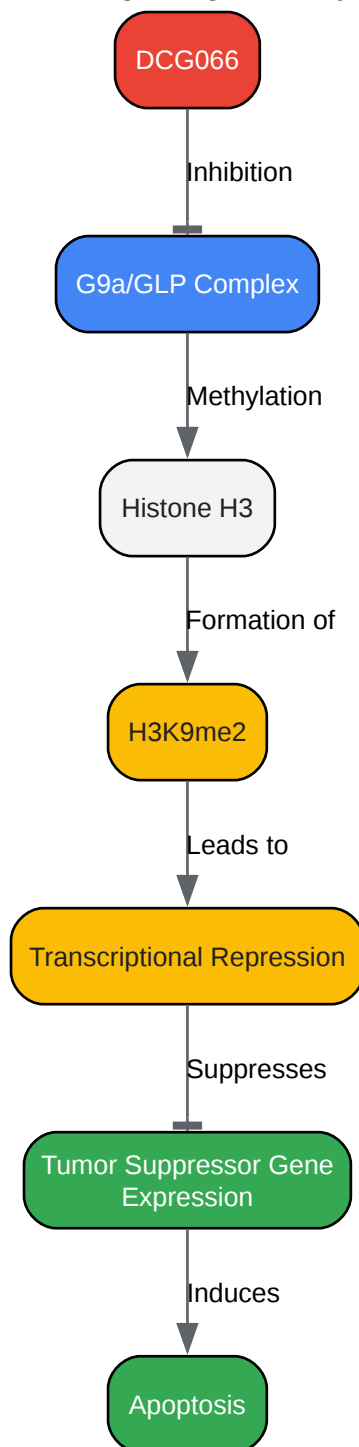 DCG066
Inhibition
G9a/GLP Complex
Methylation
Histone H3
Formation of
H3K9me2
Leads to
Transcriptional Repression
Suppresses
Tumor Suppressor Gene
Expression
Induces
Apoptosis